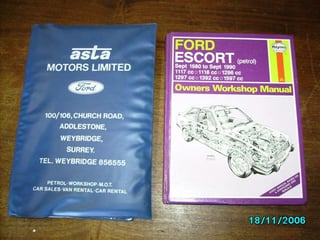 asta
MOTORS LIMITED
Ford
100/106, CHURCH ROAD,
ADDLESTONE,
WEYBRIDGE,
SURREY.
TEL. WEYBRIDGE 856555
PETROL·WORKSHOP·M.O.T.
CAR SALES·VAN RENTAL·CAR RENTAL
FORD
ESCORT (petrol)
Sept 1980 to Sept 1990
1117 cc □ 1118 cc □ 1296 cc
1297 cc □ 1392 cc □ 1597 cc
Haynes
Owners Workshop Manual
18/11/2006